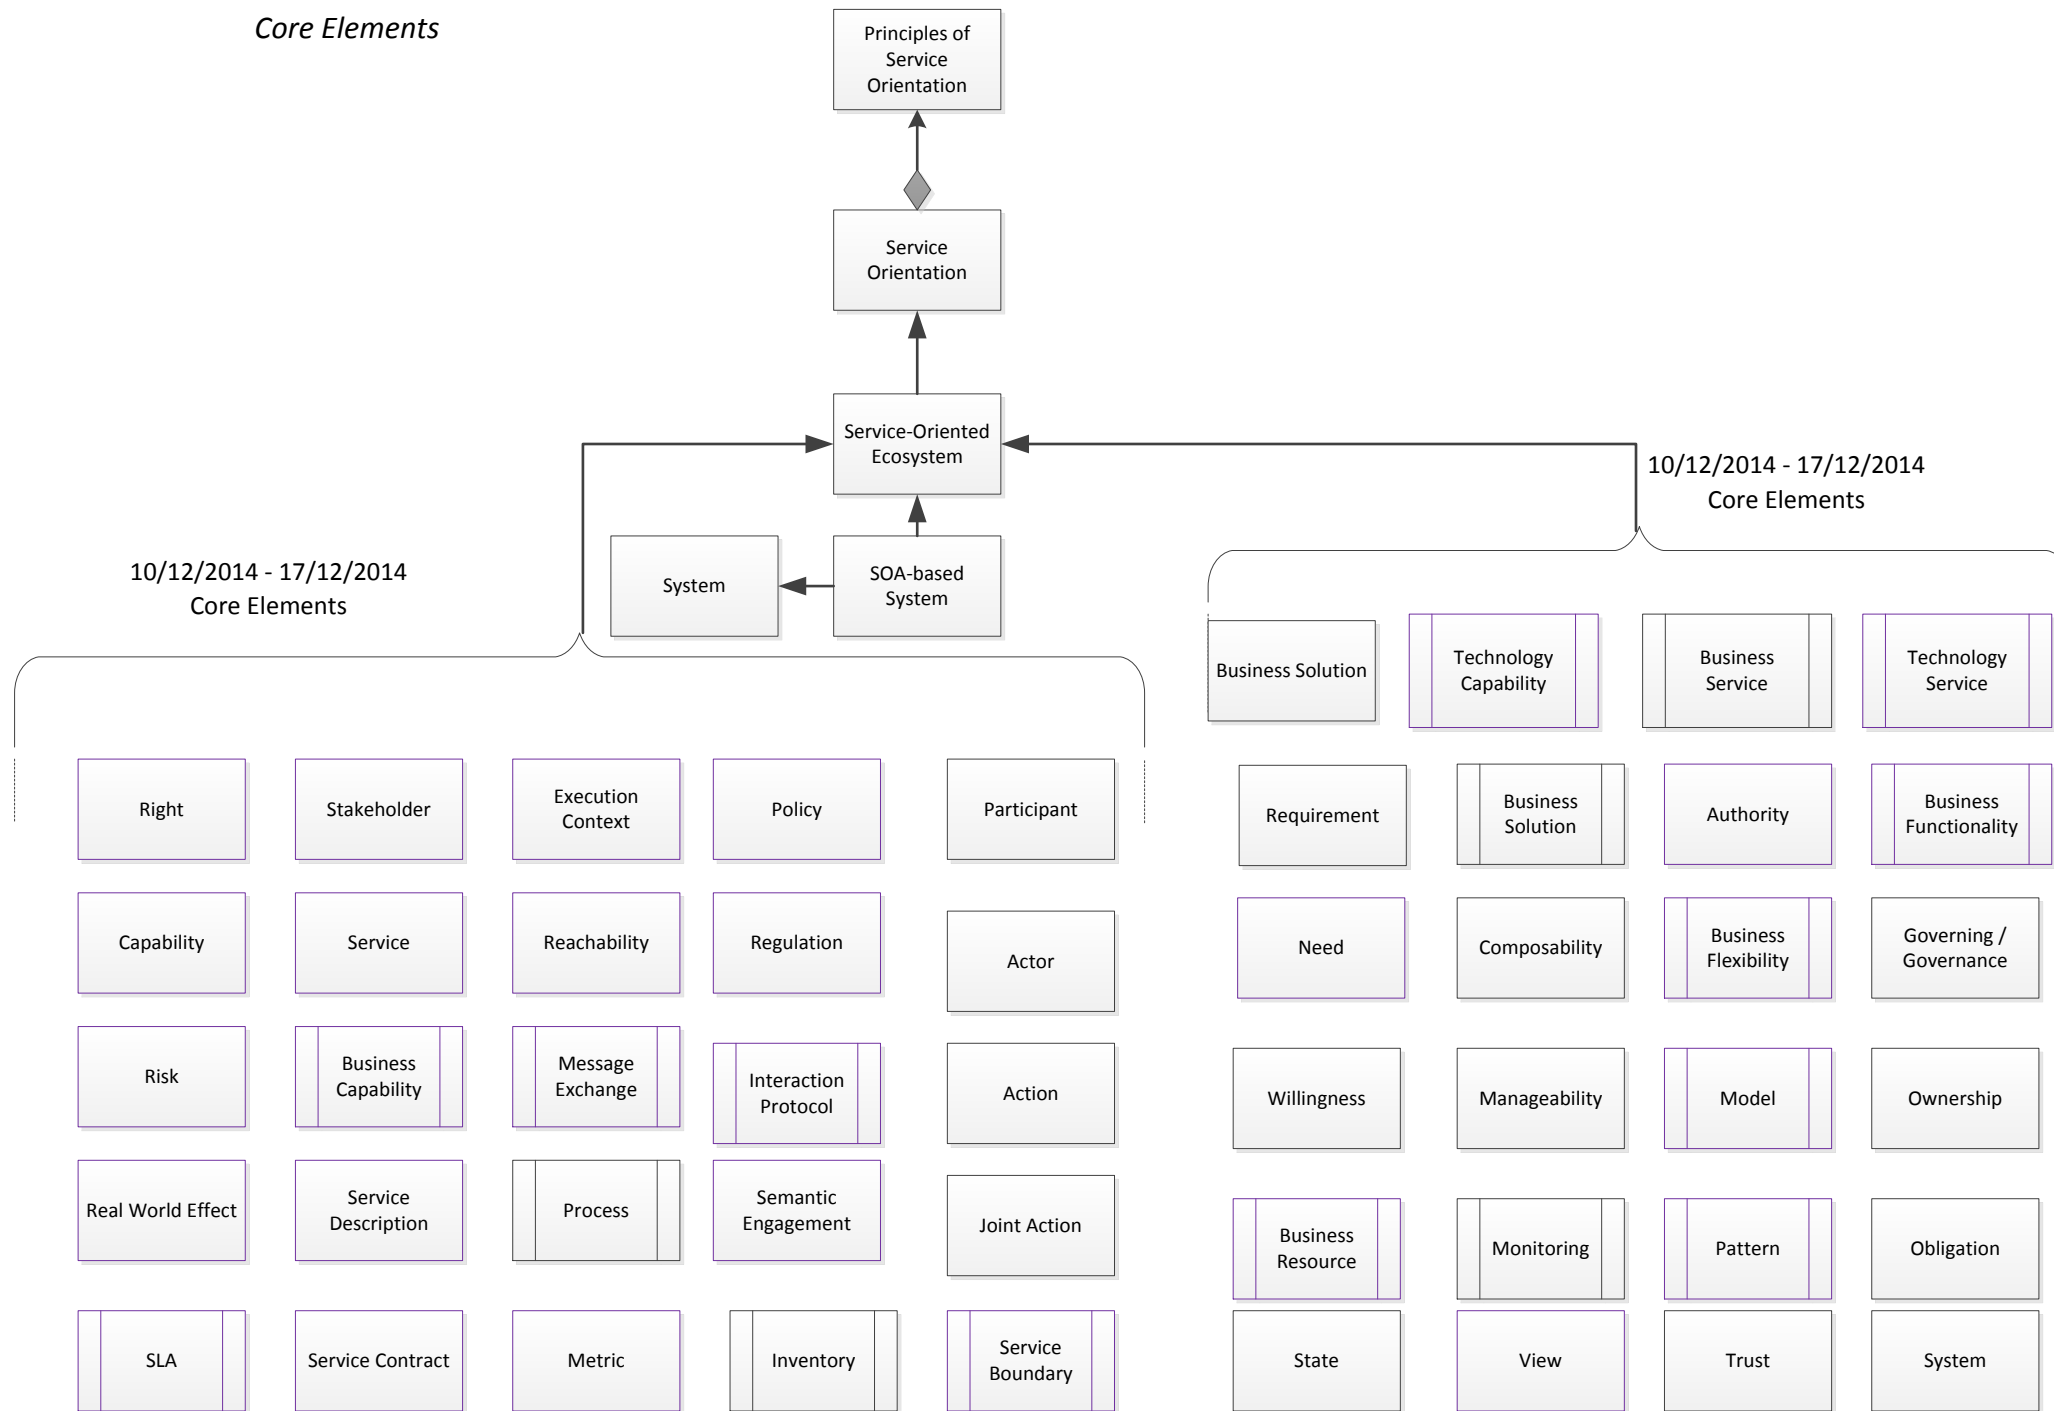 Core Elements
Principles of
Service
Orientation
Service
Orientation
Service-Oriented
Ecosystem
10/12/2014 - 17/12/2014
Core Elements
10/12/2014 - 17/12/2014
Core Elements
System
SOA-based
System
Right
Stakeholder
Execution
Context
Policy
Participant
Capability
Service
Reachability
Regulation
Actor
Risk
Business
Capability
Message
Exchange
Interaction
Protocol
Action
Real World Effect
Service
Description
Process
Semantic
Engagement
Joint Action
SLA
Service Contract
Metric
Inventory
Service
Boundary
Business Solution
Technology
Capability
Business
Service
Technology
Service
Requirement
Business
Solution
Authority
Business
Functionality
Need
Composability
Business
Flexibility
Governing /
Governance
Willingness
Manageability
Model
Ownership
Business
Resource
Monitoring
Pattern
Obligation
State
View
Trust
System